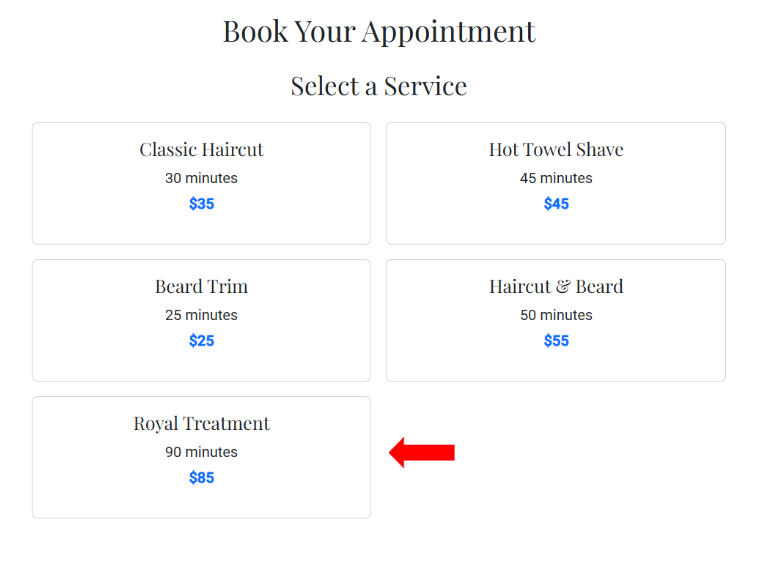 Book Your Appointment
Select a Service
Classic Haircut
30 minutes
$35
Hot Towel Shave
45 minutes
$45
Beard Trim
25 minutes
$25
Haircut & Beard
50 minutes
$55
Royal Treatment
90 minutes
$85